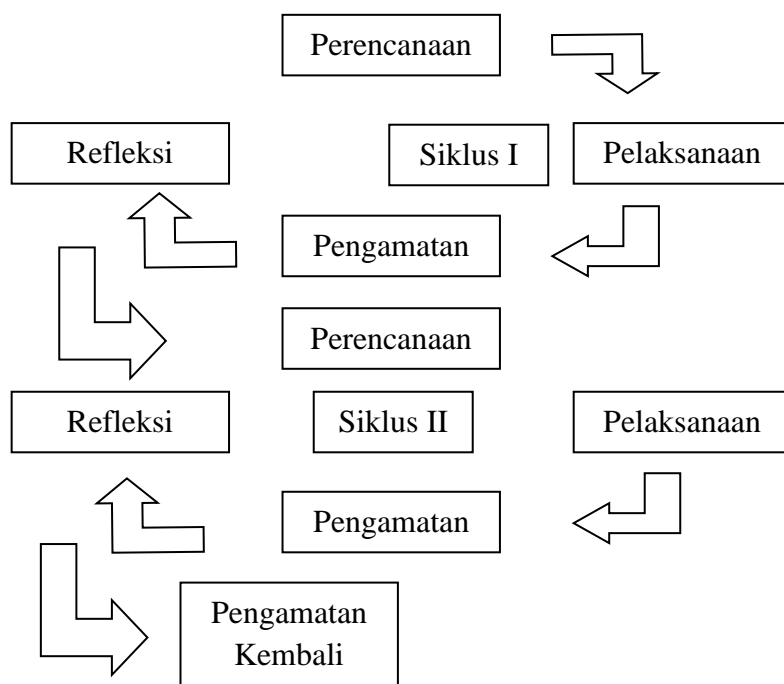 Perencanaan
Refleksi
Siklus I
Pelaksanaan
Pengamatan
Perencanaan
Refleksi
Siklus II
Pelaksanaan
Pengamatan
Pengamatan
Kembali